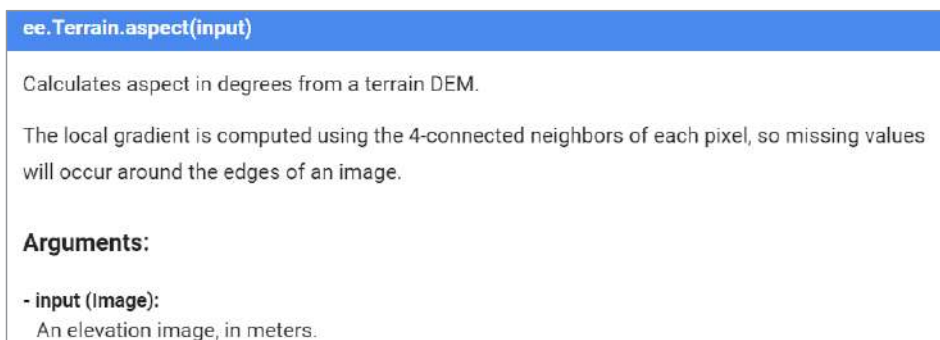 ee.Terrain.aspect(input)
Calculates aspect in degrees from a terrain DEM.
The local gradient is computed using the 4-connected neighbors of each pixel, so missing values
will occur around the edges of an image.
Arguments:
- input (Image):
An elevation image, in meters.